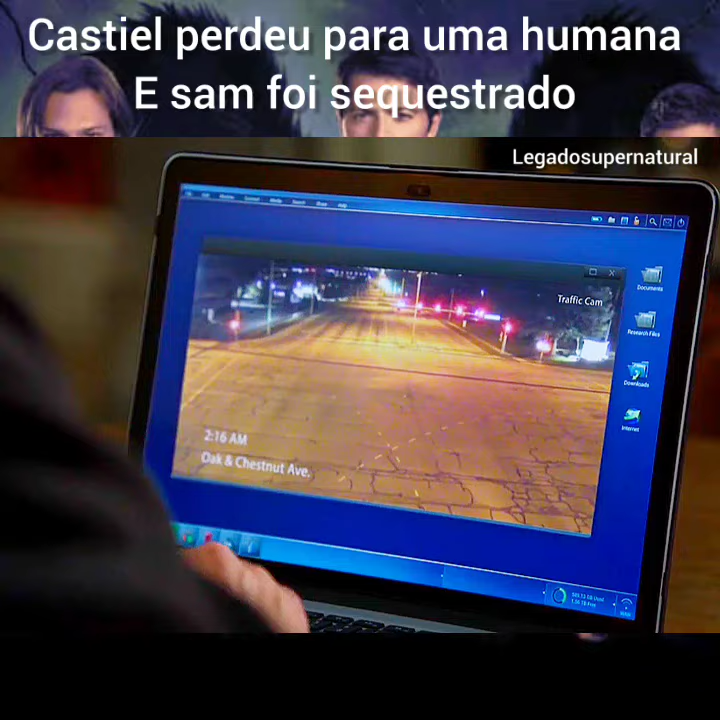 Castiel perdeu para uma humana
E sam foi sequestrado
Legadosupernatural
Traffic Cam
Documents
Research Files
Downloads
Internet
2:16 AM
Oak & Chestnut Ave.